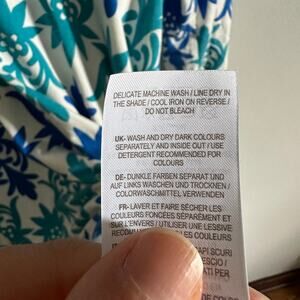 DELICATE MACHINE WASH / LINE DRY IN
THE SHADE / COOL IRON ON REVERSE /
DO NOT BLEACH
UK- WASH AND DRY DARK COLOURS
SEPARATELY AND INSIDE OUT / USE
DETERGENT RECOMMENDED FOR
COLOURS
DE- DUNKLE FARBEN SEPARAT UND
AUF LINKS WASCHEN UND TROCKNEN /
COLORWASCHMITTEL VERWENDEN
FR- LAVER ET FAIRE SÉCHER LES
COULEURS FONCÉES SÉPARÉMENT ET
SUR L'ENVERS / UTILISER UNE LESSIVE
COULEURS
SCURI
PER